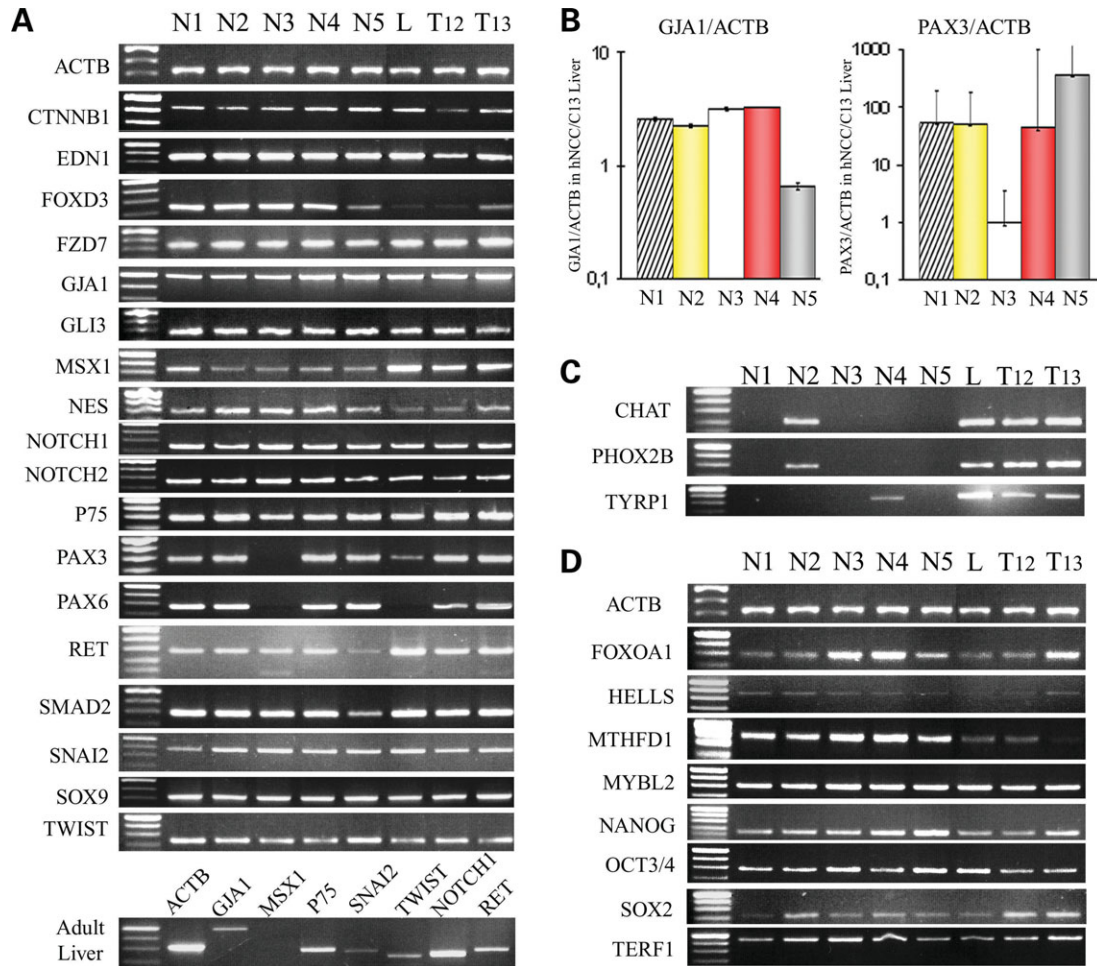 A
N1 N2 N3 N4 N5 L T12 T13
ACTB
CTNNB1
EDN1
FOXD3
FZD7
GJA1
GLI3
MSX1
NES
NOTCH1
NOTCH2
P75
PAX3
PAX6
RET
SMAD2
SNAI2
SOX9
TWIST
ACTB GJA1 MSX1 P75 SNAI2 TWIST NOTCH1 RET
Adult
Liver
B
GJA1/ACTB
GJA1/ACTB in hNCC/C13 Liver
10
1
0,1
N1 N2 N3 N4 N5
PAX3/ACTB
PAX3/ACTB in hNCC/C13 Liver
1000
100
10
1
0,1
N1 N2 N3 N4 N5
C
N1 N2 N3 N4 N5 L T12 T13
CHAT
PHOX2B
TYRP1
D
N1 N2 N3 N4 N5 L T12 T13
ACTB
FOXOA1
HELLS
MTHFD1
MYBL2
NANOG
OCT3/4
SOX2
TERF1